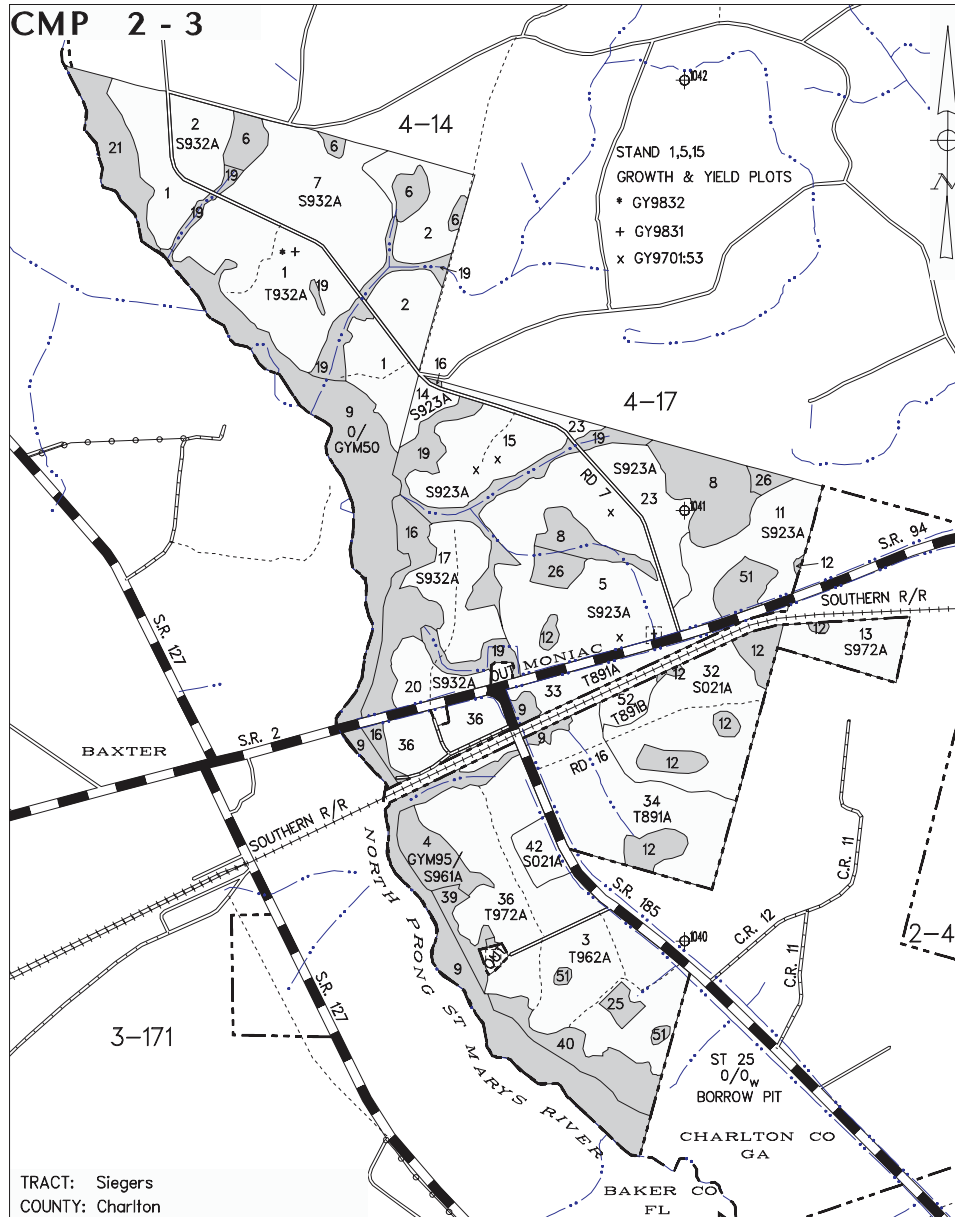 CMP 2 - 3
1042
4-14
2
S932A
6
6
21
STAND 1,5,15
GROWTH & YIELD PLOTS
* GY9832
+ GY9831
x GY9701:53
N
19
7
S932A
1
6
6
19
2
* +
1
T932A
19
19
2
19
1
16
14
S923A
4-17
9
0/
GYM50
23
19
15
19
S923A
S923A
8
26
RD 7
23
1041
11
S923A
x x
x
16
8
17
S932A
26
5
S923A
51
12
S.R. 94
SOUTHERN R/R
S.R. 127
12
x
7
13
S972A
12
19
OUT
MONIAC
T891A
12
12
32
S021A
20
S932A
33
52
T891B
9
36
36
16
9
9
12
S.R. 2
BAXTER
RD 16
12
SOUTHERN R/R
34
T891A
12
4
GYM95/
S961A
42
S021A
39
36
T972A
S.R. 185
C.R. 11
C.R. 12
C.R. 11
1040
2-4
NORTH PRONG ST MARYS RIVER
OUT
9
3
T962A
51
25
51
40
S.R. 127
3-171
ST 25
0/0w
BORROW PIT
CHARLTON CO
GA
BAKER CO
FL
TRACT: Siegers
COUNTY: Charlton